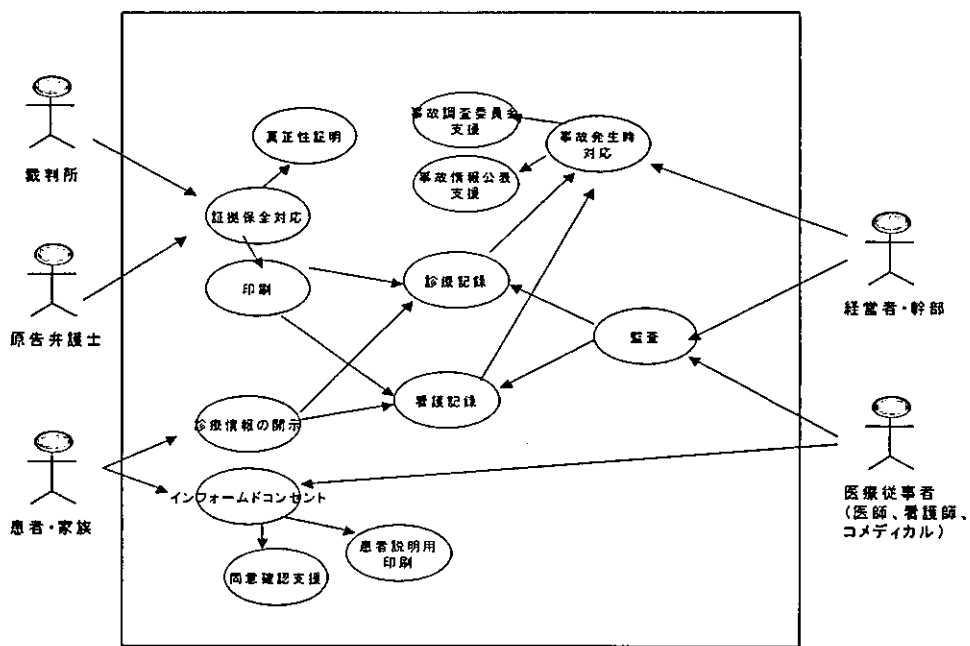 事故調査委員会
支援
事故発生時
対応
真正性証明
事故情報公表
支援
裁判所
証拠保全対応
印刷
診療記録
原告弁護士
経営者・幹部
監査
看護記録
診療情報の開示
患者・家族
インフォームドコンセント
患者説明用
印刷
同意確認支援
医療従事者
(医師、看護師、
コメディカル)